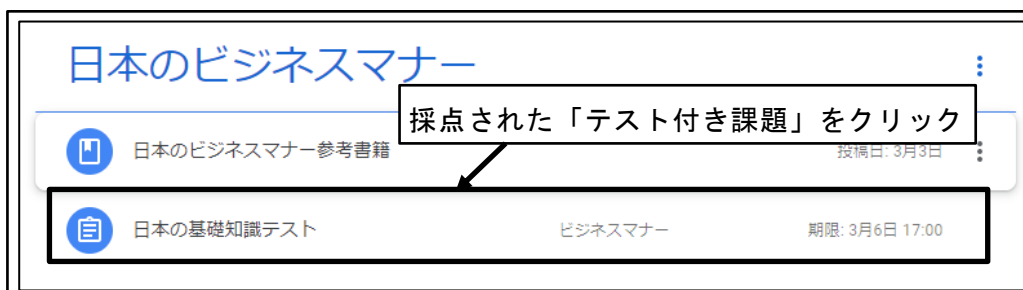 日本のビジネスマナー
採点された「テスト付き課題」をクリック
日本のビジネスマナー参考書籍 投稿日: 3月3日
日本の基礎知識テスト ビジネスマナー 期限: 3月6日 17:00